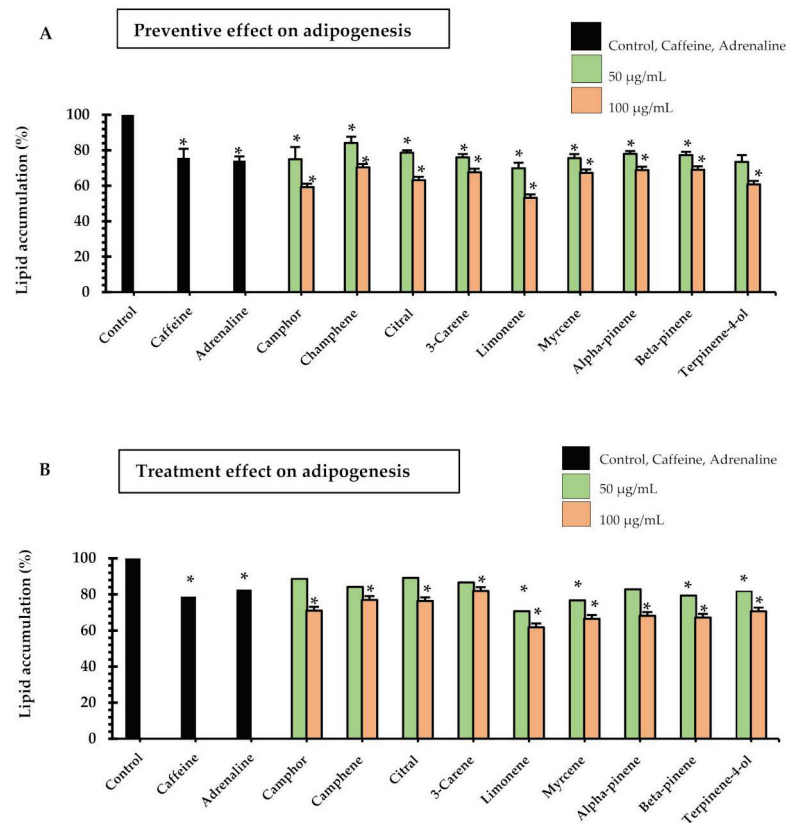 A
Preventive effect on adipogenesis
Control, Caffeine, Adrenaline
50 µg/mL
100 µg/mL
Lipid accumulation (%)
100
80
60
40
20
0
* * * * * * * * * * * * * * * * * * *
Control
Caffeine
Adrenaline
Camphor
Champhene
Citral
3-Carene
Limonene
Myrcene
Alpha-pinene
Beta-pinene
Terpinene-4-ol
B
Treatment effect on adipogenesis
Control, Caffeine, Adrenaline
50 µg/mL
100 µg/mL
Lipid accumulation (%)
100
80
60
40
20
0
* * * * * * * * * * * * * * *
Control
Caffeine
Adrenaline
Camphor
Camphene
Citral
3-Carene
Limonene
Myrcene
Alpha-pinene
Beta-pinene
Terpinene-4-ol